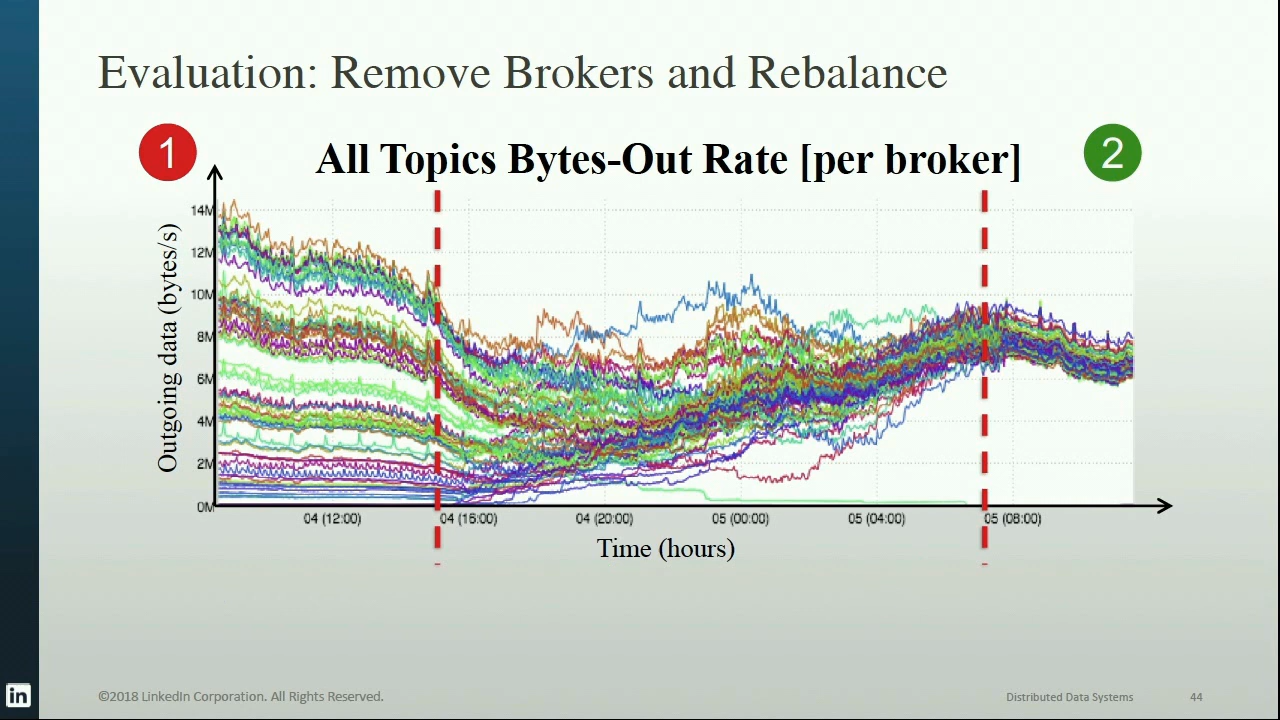 Evaluation: Remove Brokers and Rebalance
1
All Topics Bytes-Out Rate [per broker]
2
Outgoing data (bytes/s)
14M
12M
10M
8M
6M
4M
2M
0M
04 (12:00)
04 (16:00)
04 (20:00)
05 (00:00)
05 (04:00)
05 (08:00)
Time (hours)
in
©2018 LinkedIn Corporation. All Rights Reserved.
Distributed Data Systems
44